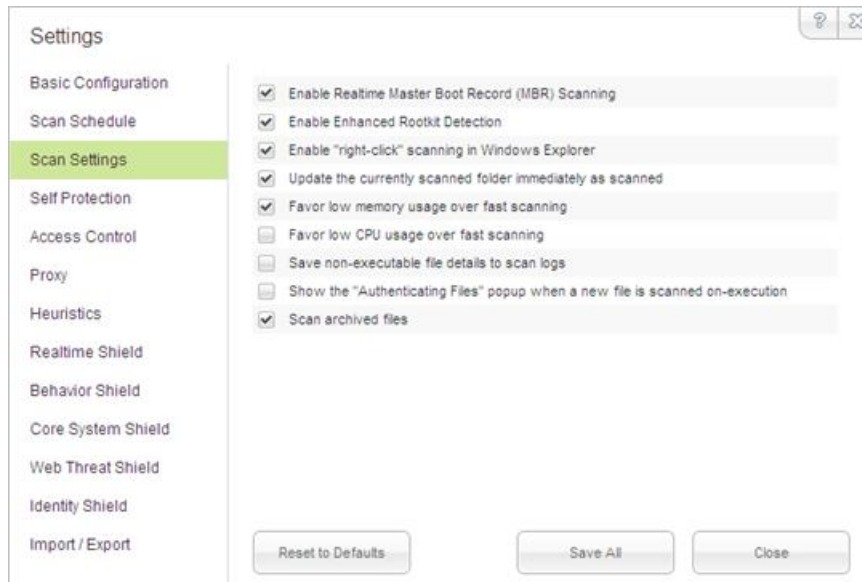 Settings
?
Basic Configuration
Scan Schedule
Scan Settings
Self Protection
Access Control
Proxy
Heuristics
Realtime Shield
Behavior Shield
Core System Shield
Web Threat Shield
Identity Shield
Import / Export
Enable Realtime Master Boot Record (MBR) Scanning
Enable Enhanced Rootkit Detection
Enable "right-click" scanning in Windows Explorer
Update the currently scanned folder immediately as scanned
Favor low memory usage over fast scanning
Favor low CPU usage over fast scanning
Save non-executable file details to scan logs
Show the "Authenticating Files" popup when a new file is scanned on-execution
Scan archived files
Reset to Defaults
Save All
Close